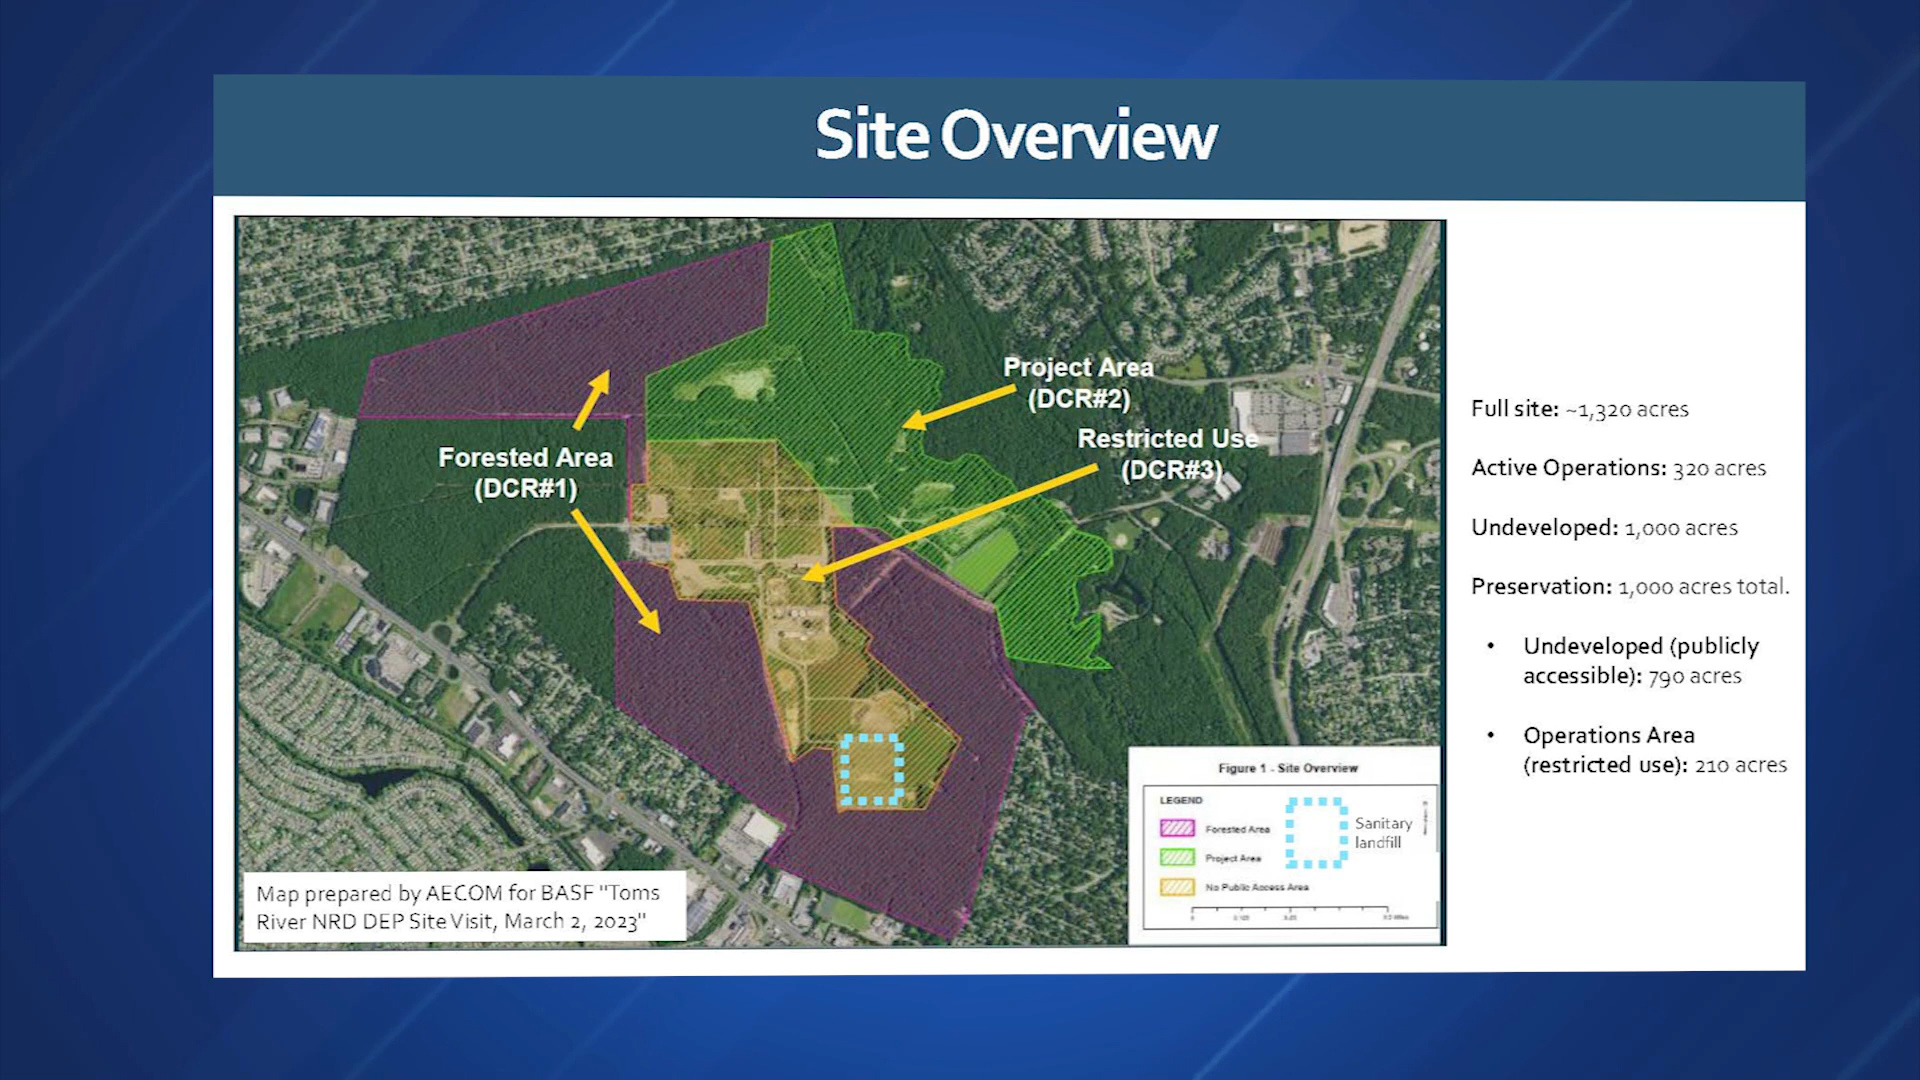 Site Overview
Project Area
(DCR#2)
Restricted Use
(DCR#3)
Forested Area
(DCR#1)
Full site: ~1,320 acres
Active Operations: 320 acres
Undeveloped: 1,000 acres
Preservation: 1,000 acres total.
• Undeveloped (publicly
accessible): 790 acres
• Operations Area
(restricted use): 210 acres
Figure 1 - Site Overview
LEGEND
Forested Area
Project Area
No Public Access Area
Sanitary
landfill
Map prepared by AECOM for BASF "Toms
River NRD DEP Site Visit, March 2, 2023"